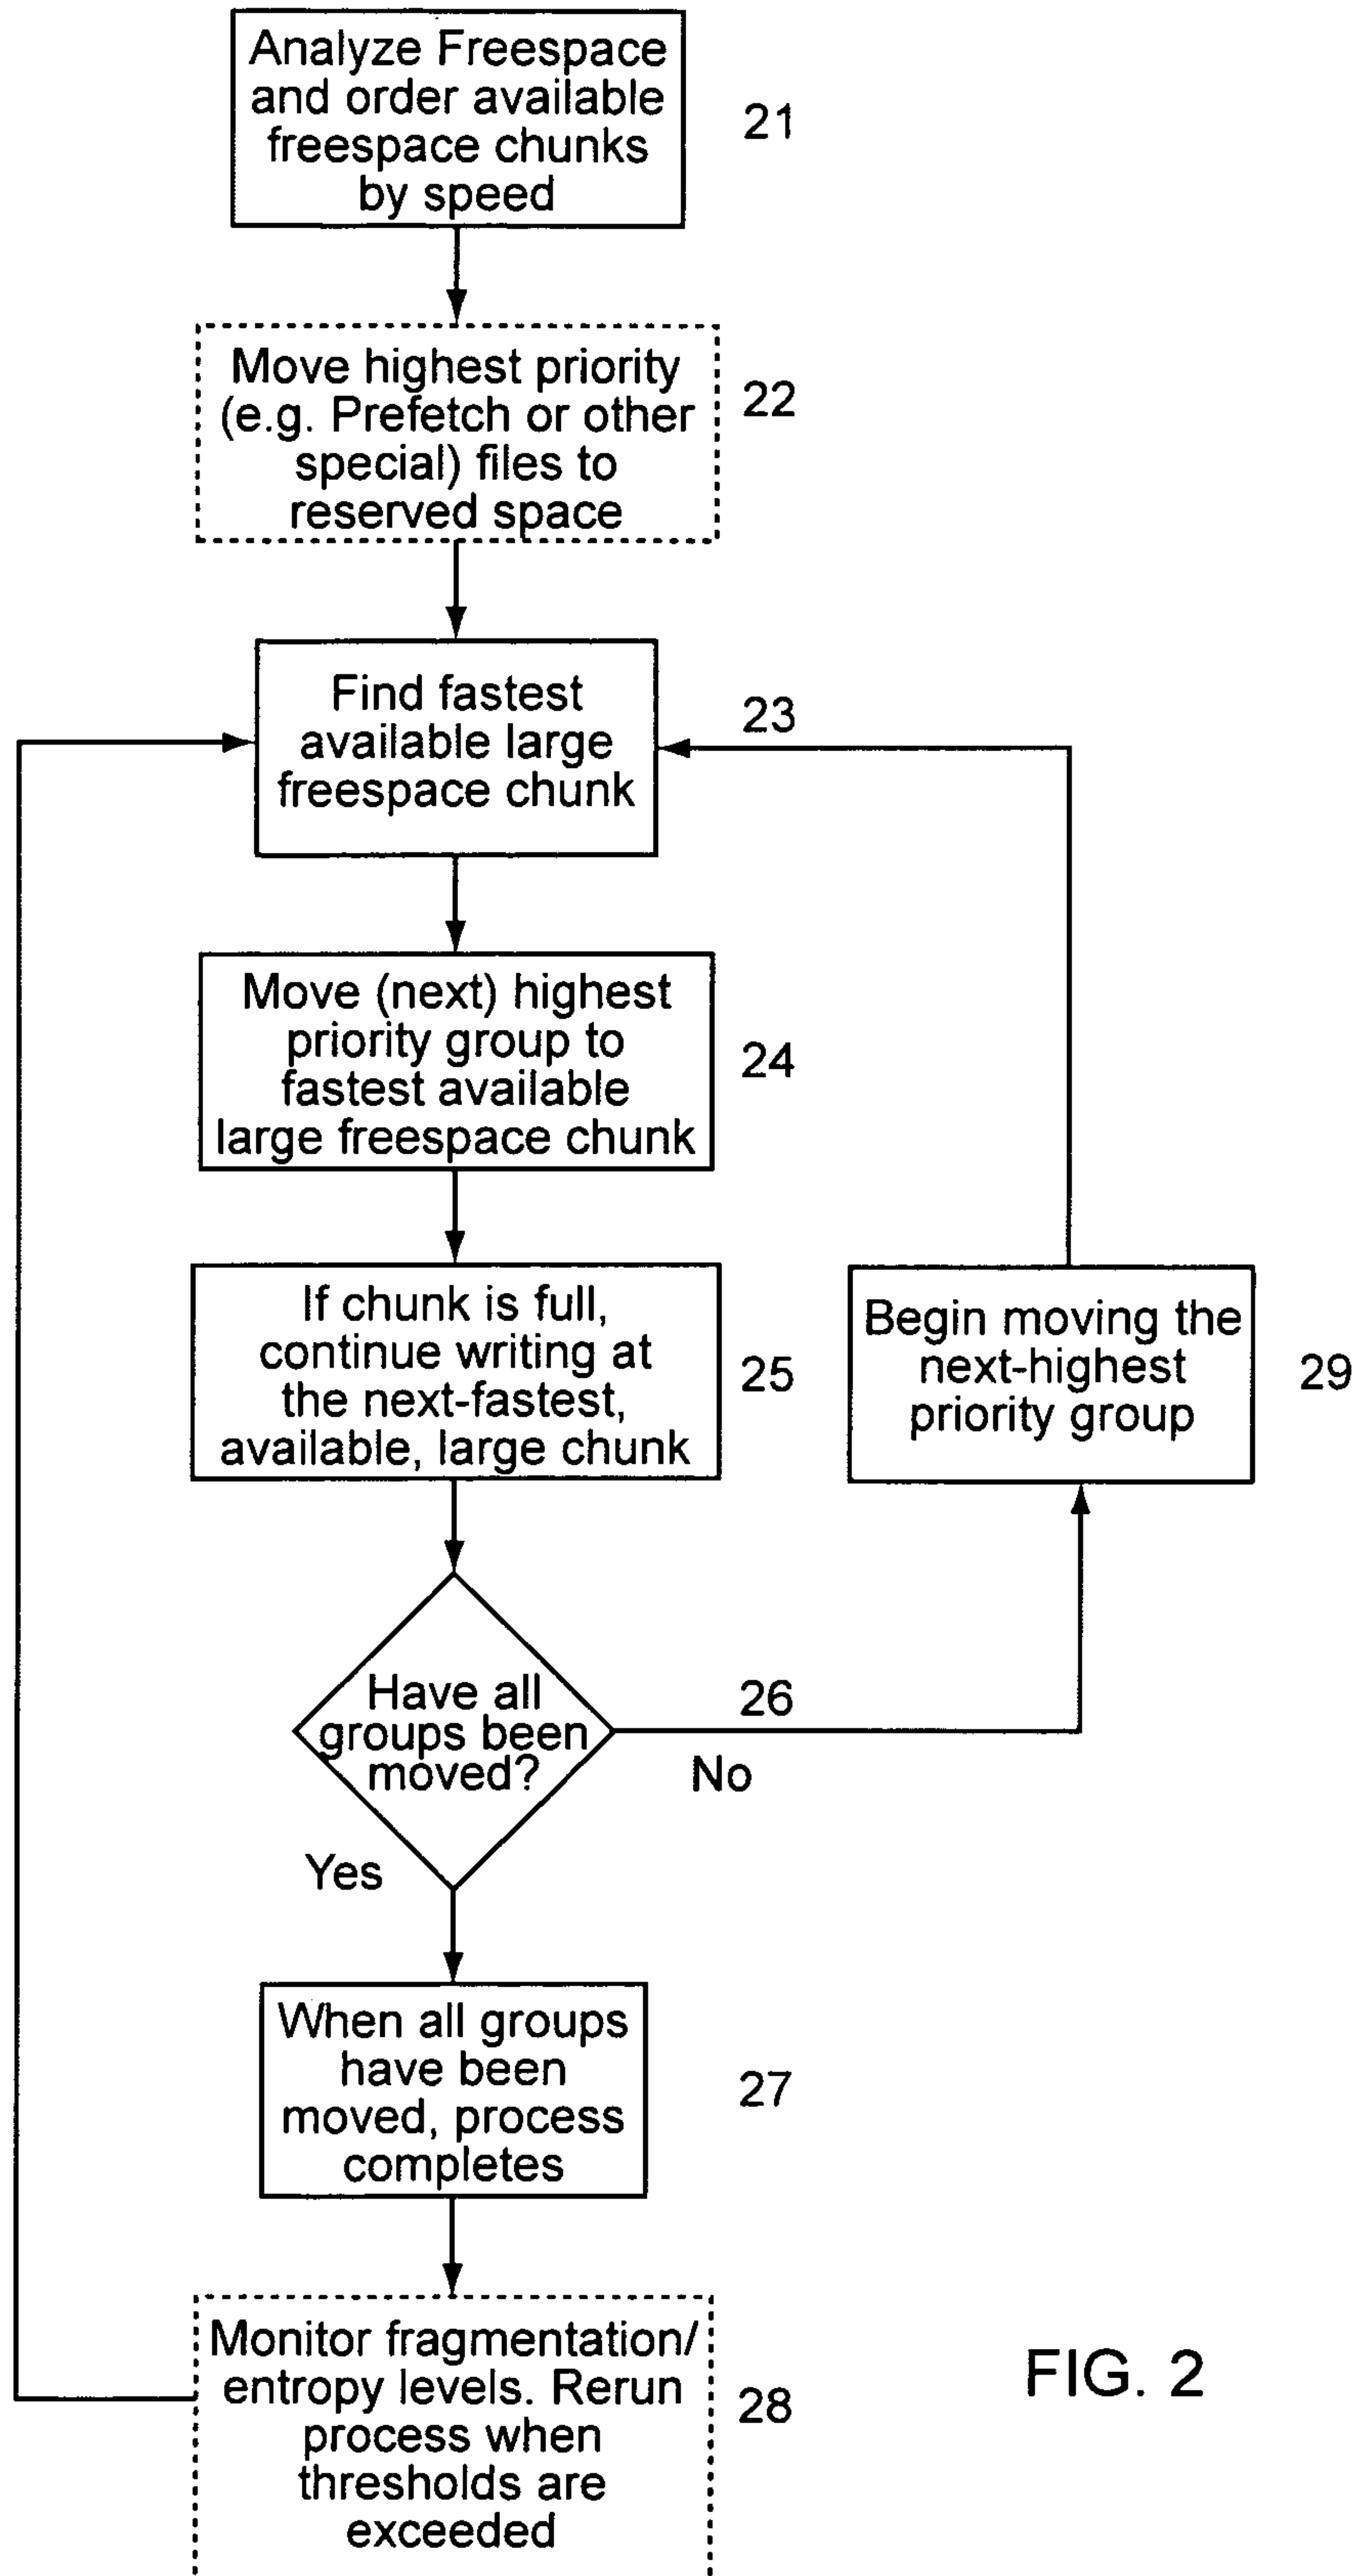 Analyze Freespace
and order available
freespace chunks
by speed
21
Move highest priority
(e.g. Prefetch or other
special) files to
reserved space
22
Find fastest
available large
freespace chunk
23
Move (next) highest
priority group to
fastest available
large freespace chunk
24
If chunk is full,
continue writing at
the next-fastest,
available, large chunk
25
Begin moving the
next-highest
priority group
29
Have all
groups been
moved?
26
No
Yes
When all groups
have been
moved, process
completes
27
Monitor fragmentation/
entropy levels. Rerun
process when
thresholds are
exceeded
28
FIG. 2